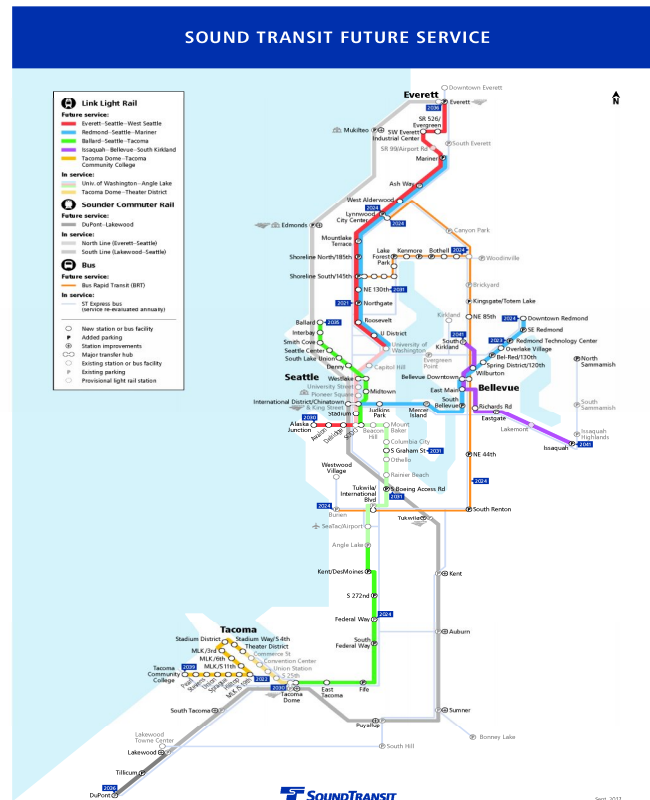 SOUND TRANSIT FUTURE SERVICE
Link Light Rail
Future service:
Everett–Seattle–West Seattle
Redmond–Seattle–Mariner
Ballard–Seattle–Tacoma
Issaquah–Bellevue–South Kirkland
Tacoma Dome–Tacoma
Community College
In service:
Univ. of Washington–Angle Lake
Tacoma Dome–Theater District
Sounder Commuter Rail
Future service:
DuPont–Lakewood
In service:
North Line (Everett–Seattle)
South Line (Lakewood–Seattle)
Bus
Future service:
Bus Rapid Transit (BRT)
In service:
ST Express bus
(service re-evaluated annually)
New station or bus facility
P Added parking
Station improvements
Major transfer hub
Existing station or bus facility
Existing parking
Provisional light rail station
N
Downtown Everett
Everett
Everett
2036
SR 526/
Evergreen
Mukilteo
SW Everett
Industrial Center
South Everett
SR 99/Airport Rd
Mariner
Ash Way
West Alderwood
2024
Lynnwood
City Center
2024
Edmonds
Canyon Park
Mountlake
Terrace
Lake
Forest
Park
Kenmore
Bothell
2024
Woodinville
Shoreline North/185th
Shoreline South/145th
NE 130th
2031
Brickyard
2021
Northgate
Kingsgate/Totem Lake
Ballard
2035
Roosevelt
Kirkland
NE 85th
2024
Downtown Redmond
Interbay
U District
SE Redmond
Smith Cove
2041
South
Kirkland
2023
Redmond Technology Center
Seattle Center
University of
Washington
Overlake Village
South Lake Union
Evergreen
Point
Bel-Red/130th
Spring District/120th
Denny
Capitol Hill
Wilburton
North
Sammamish
Seattle
Westlake
Bellevue Downtown
University Street
Midtown
East Main
Bellevue
Pioneer Square
International District/Chinatown
& King Street
Judkins
Park
Mercer
Island
South
Bellevue
Richards Rd
South
Sammamish
Stadium
Eastgate
2030
Alaska
Junction
Avalon
Delridge
SODO
Beacon
Hill
Mount
Baker
Lakemont
Issaquah
Highlands
Columbia City
Issaquah
2041
S Graham St
2031
NE 44th
Othello
Westwood
Village
Rainier Beach
Tukwila/
International
Blvd
S Boeing Access Rd
2031
2024
2024
Burien
South Renton
SeaTac/Airport
Tukwila
Angle Lake
Kent/DesMoines
Kent
S 272nd
2024
Federal Way
Auburn
South
Federal Way
Tacoma
Stadium District
Stadium Way/S 4th
MLK/3rd
Theater District
MLK/6th
Commerce St
MLK/S 11th
Convention Center
2039
Tacoma
Community
College
Union Station
S 25th
Pearl
Stevens
Union
Sprague
Hilltop
MLK/S 19th
2022
2030
Tacoma
Dome
East
Tacoma
Fife
South Tacoma
Sumner
Puyallup
Lakewood
Towne Center
Bonney Lake
Lakewood
South Hill
Tillicum
2036
DuPont
SOUNDTRANSIT
Sept. 2017